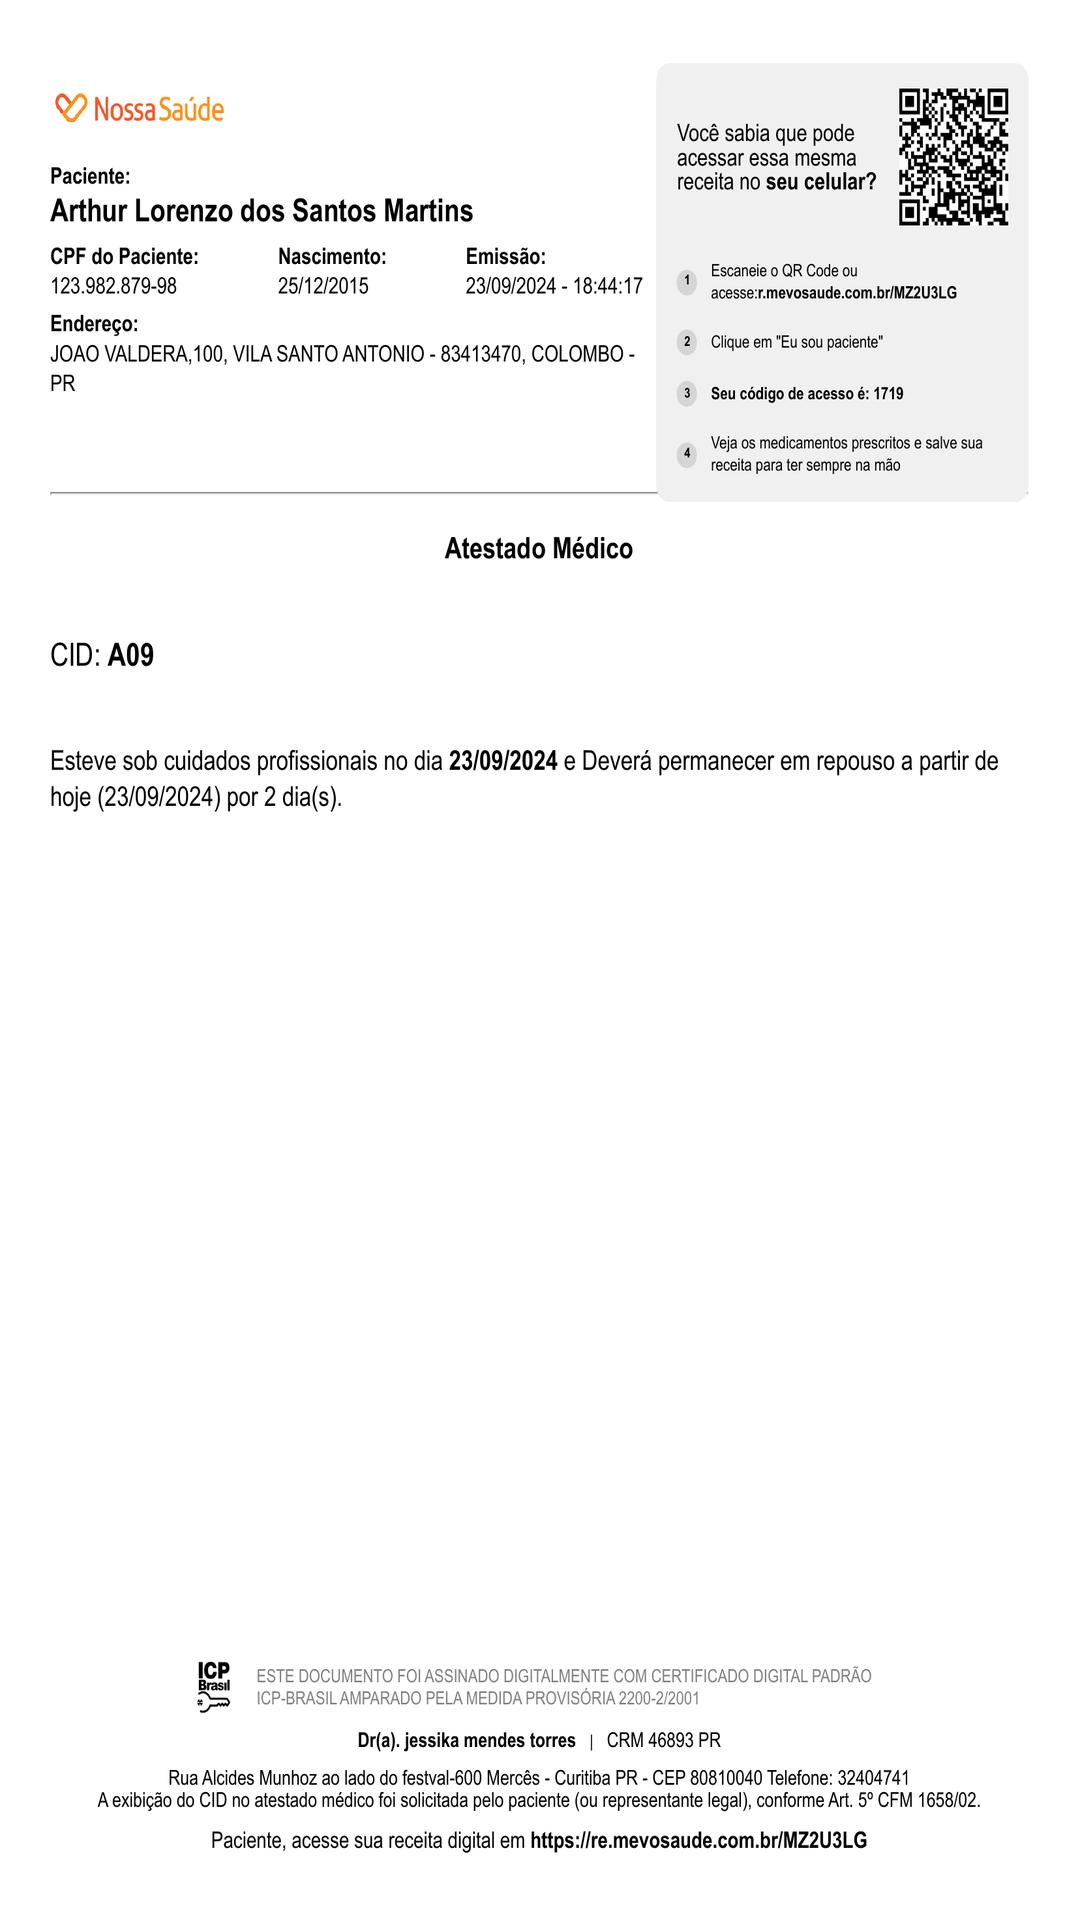 Nossa Saúde
Paciente:
Arthur Lorenzo dos Santos Martins
CPF do Paciente: Nascimento: Emissão:
123.982.879-98 25/12/2015 23/09/2024 - 18:44:17
Endereço:
JOAO VALDERA,100, VILA SANTO ANTONIO - 83413470, COLOMBO -
PR
Você sabia que pode
acessar essa mesma
receita no seu celular?
1 Escaneie o QR Code ou
acesse:r.mevosaude.com.br/MZ2U3LG
2 Clique em "Eu sou paciente"
3 Seu código de acesso é: 1719
4 Veja os medicamentos prescritos e salve sua
receita para ter sempre na mão
Atestado Médico
CID: A09
Esteve sob cuidados profissionais no dia 23/09/2024 e Deverá permanecer em repouso a partir de
hoje (23/09/2024) por 2 dia(s).
ICP
Brasil
ESTE DOCUMENTO FOI ASSINADO DIGITALMENTE COM CERTIFICADO DIGITAL PADRÃO
ICP-BRASIL AMPARADO PELA MEDIDA PROVISÓRIA 2200-2/2001
Dr(a). jessika mendes torres | CRM 46893 PR
Rua Alcides Munhoz ao lado do festval-600 Mercês - Curitiba PR - CEP 80810040 Telefone: 32404741
A exibição do CID no atestado médico foi solicitada pelo paciente (ou representante legal), conforme Art. 5º CFM 1658/02.
Paciente, acesse sua receita digital em https://re.mevosaude.com.br/MZ2U3LG